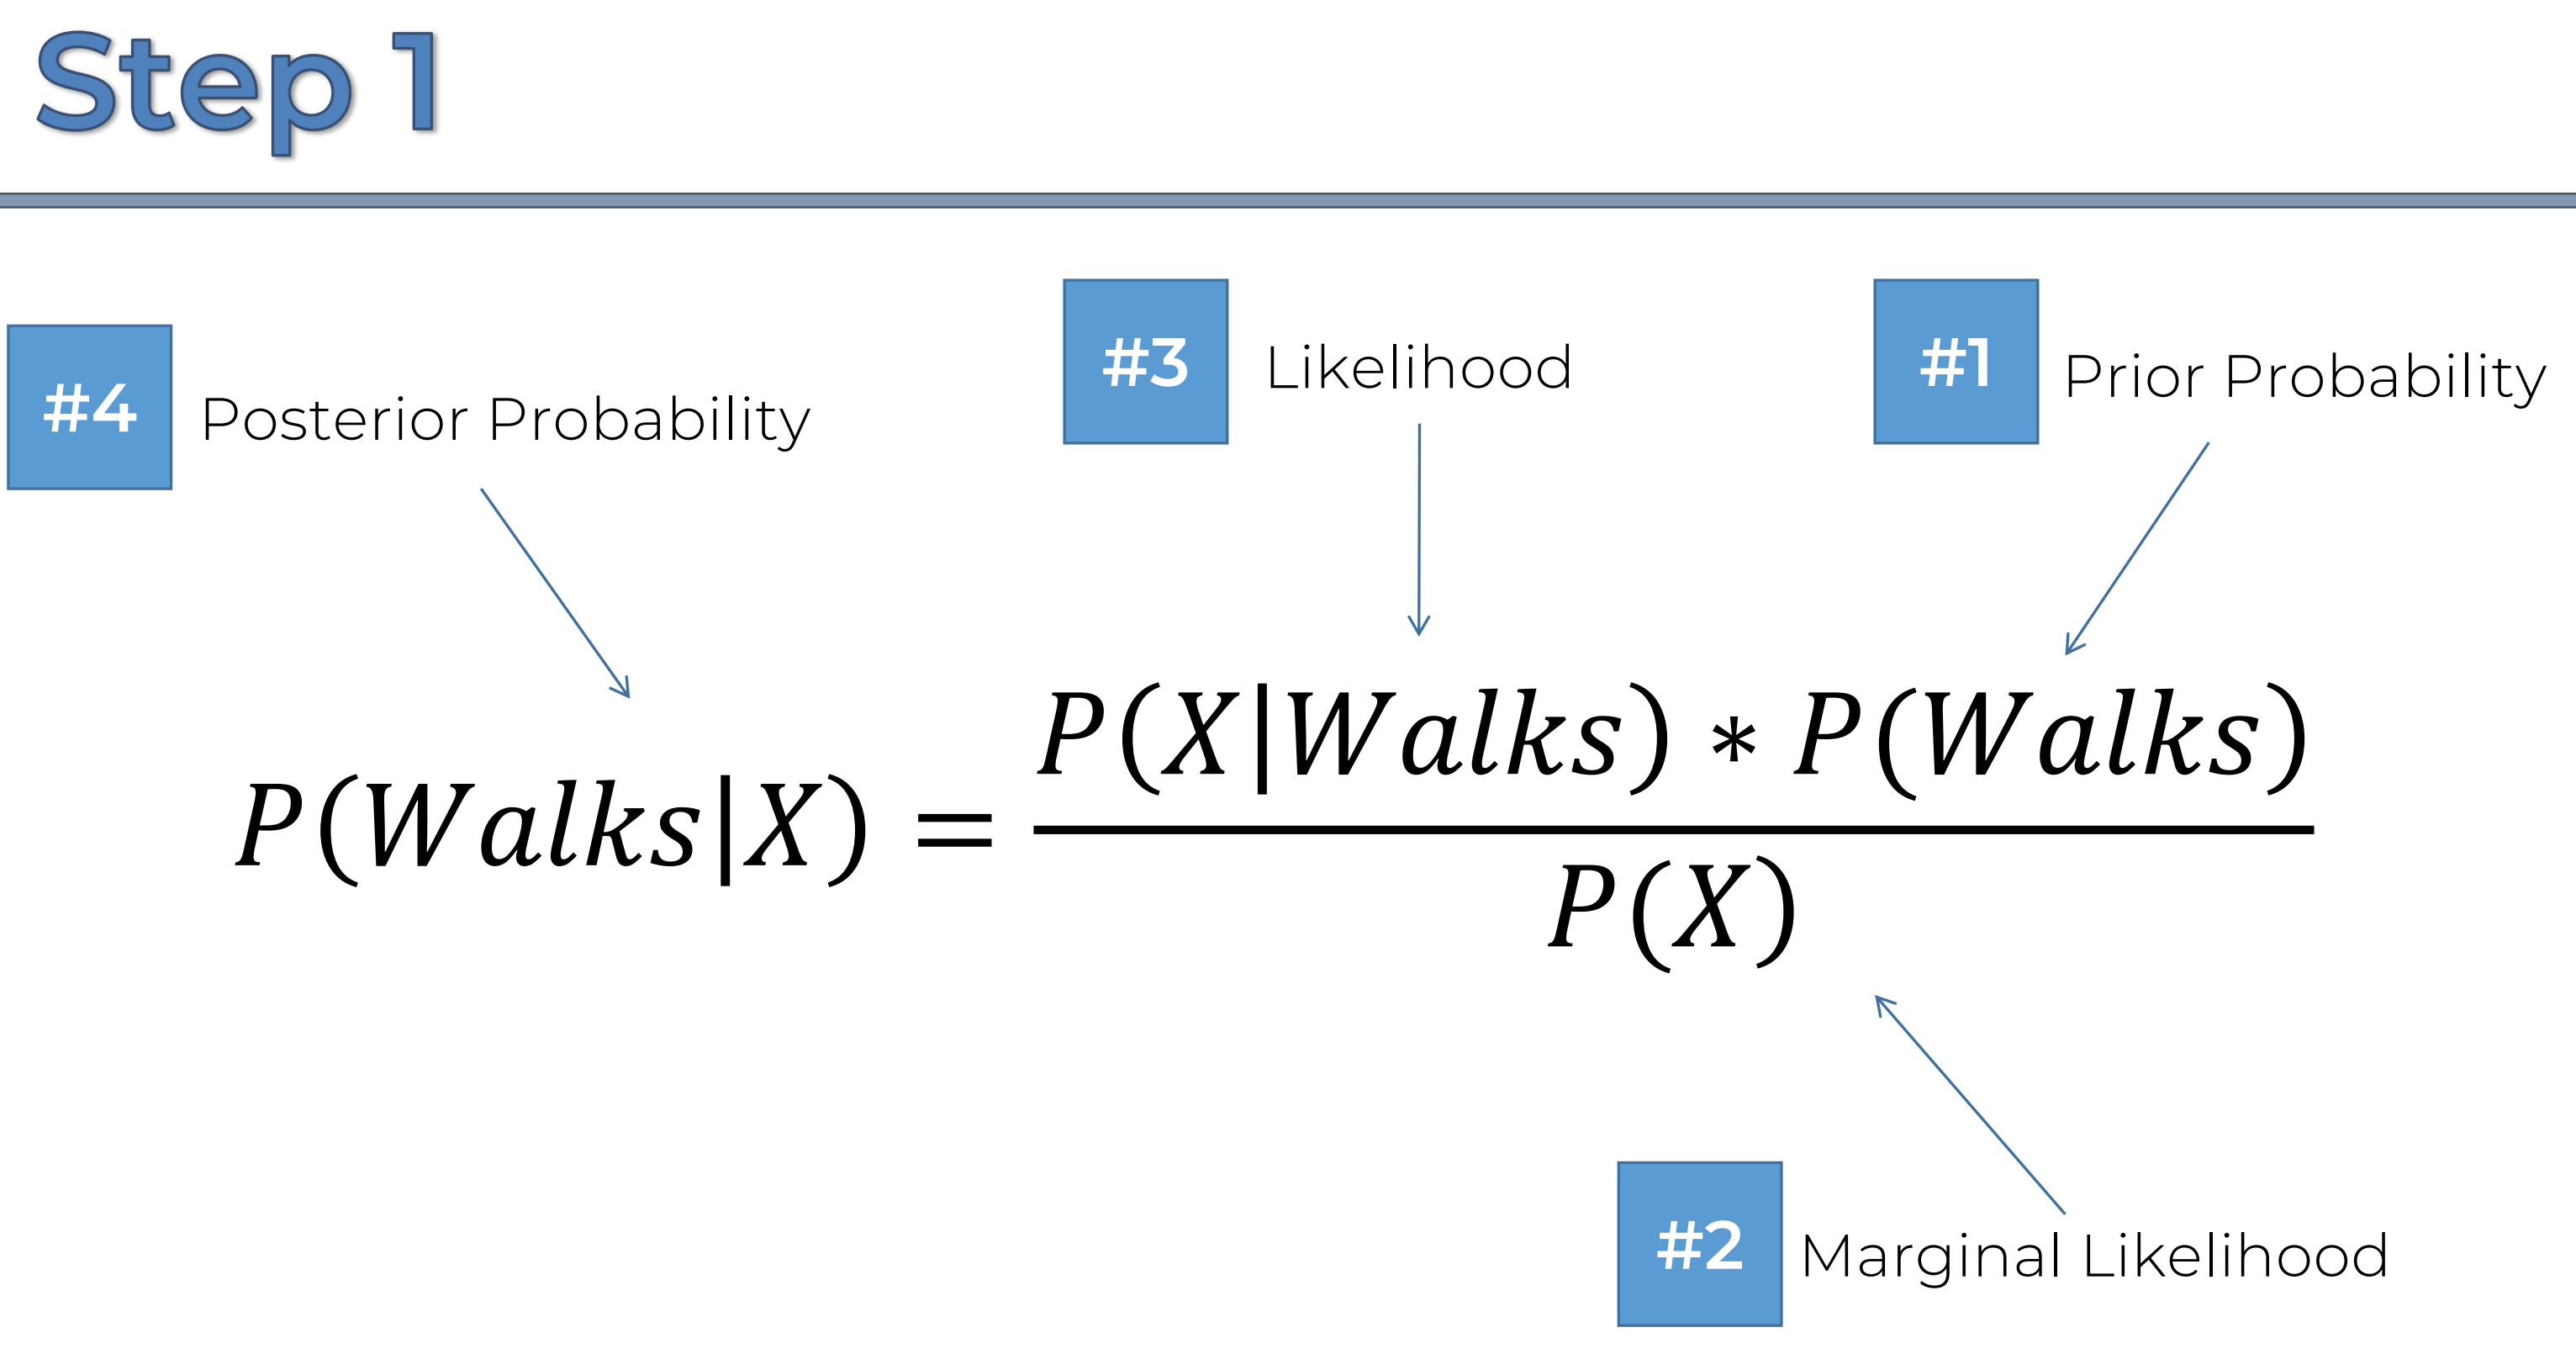 Step 1
#4 Posterior Probability
#3 Likelihood
#1 Prior Probability
P(Walks|X) = P(X|Walks) * P(Walks)
P(X)
#2 Marginal Likelihood